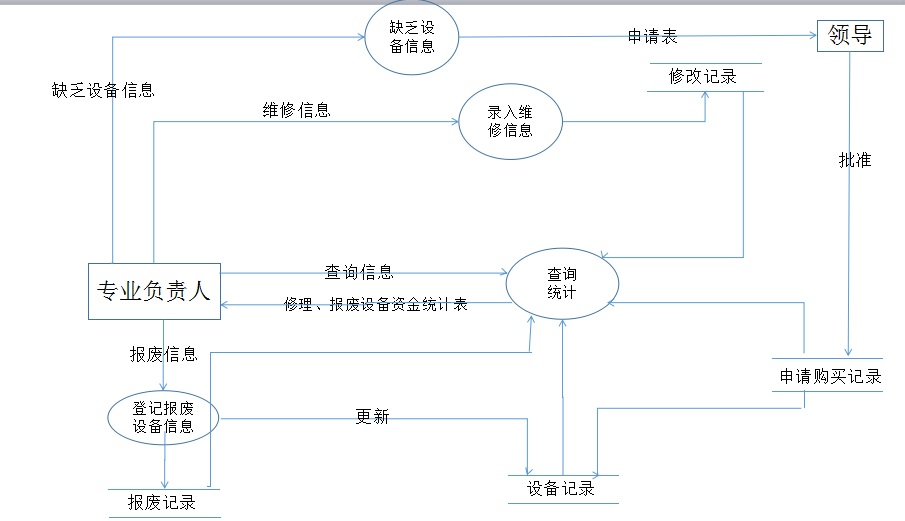 缺乏设
备信息
申请表
领导
修改记录
缺乏设备信息
维修信息
录入维
修信息
批准
查询信息
查询
统计
专业负责人
修理、报废设备资金统计表
报废信息
申请购买记录
登记报废
设备信息
更新
设备记录
报废记录